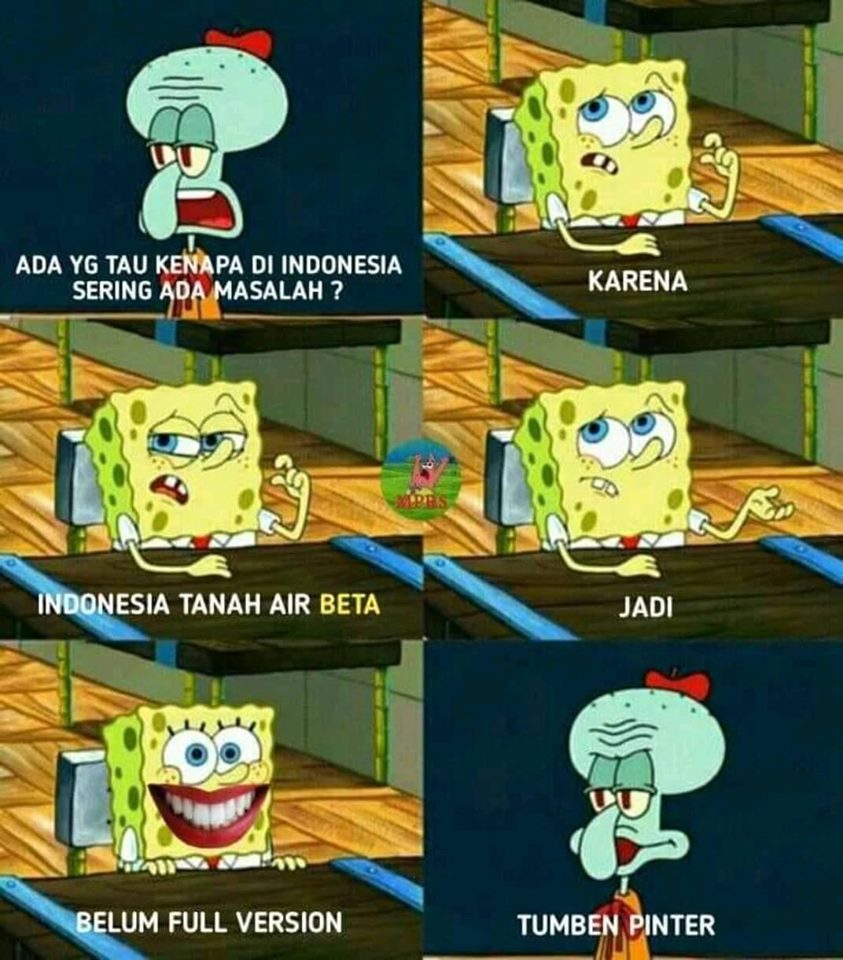 ADA YG TAU KENAPA DI INDONESIA
SERING ADA MASALAH ?
KARENA
INDONESIA TANAH AIR BETA
JADI
MPRS
BELUM FULL VERSION
TUMBEN PINTER